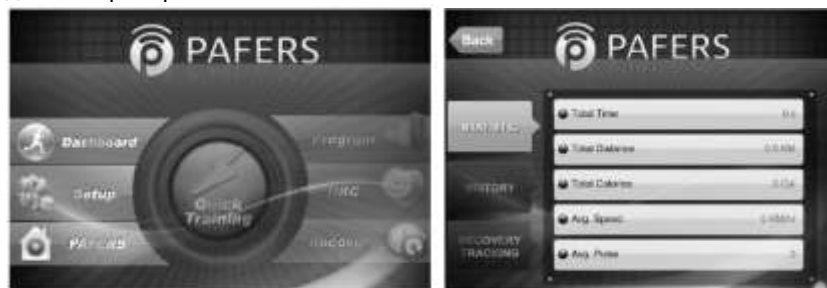 PAFERS
Dashboard
Program
Setup
HRC
Quick
Training
PAFERS
Recovery
Back
PAFERS
Total Time
Total Distance
HISTORY
Total Calories
Avg. Speed
RECOVERY
TRACKING
Avg. Pulse